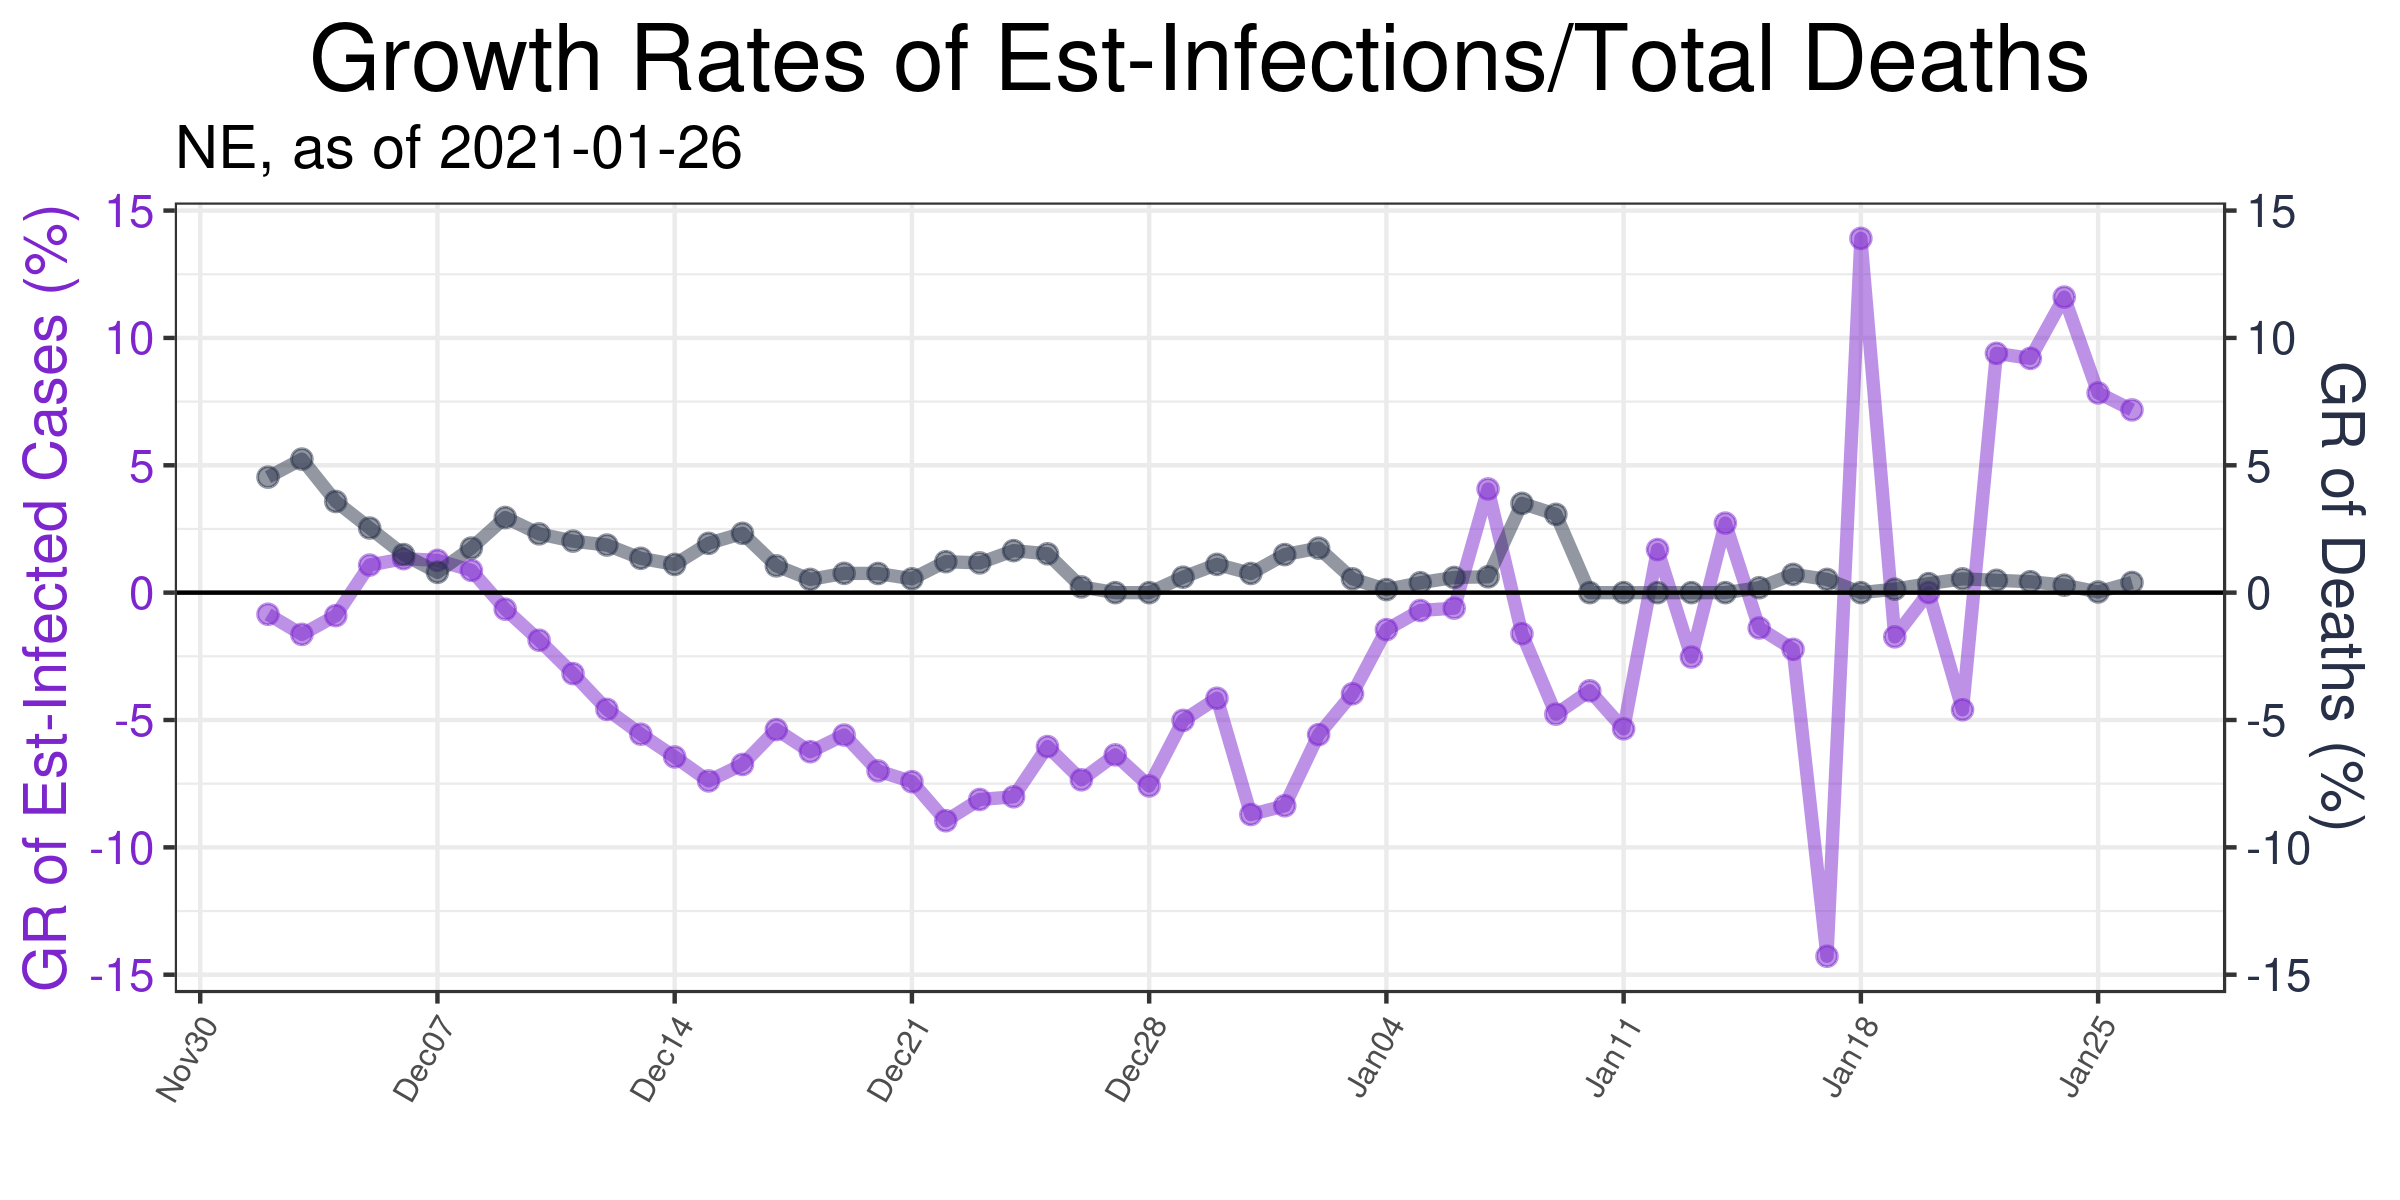 Growth Rates of Est-Infections/Total Deaths
NE, as of 2021-01-26
GR of Est-Infected Cases (%)
15
10
5
0
-5
-10
-15
15
10
5
0
-5
-10
-15
GR of Deaths (%)
Nov30
Dec07
Dec14
Dec21
Dec28
Jan04
Jan11
Jan18
Jan25